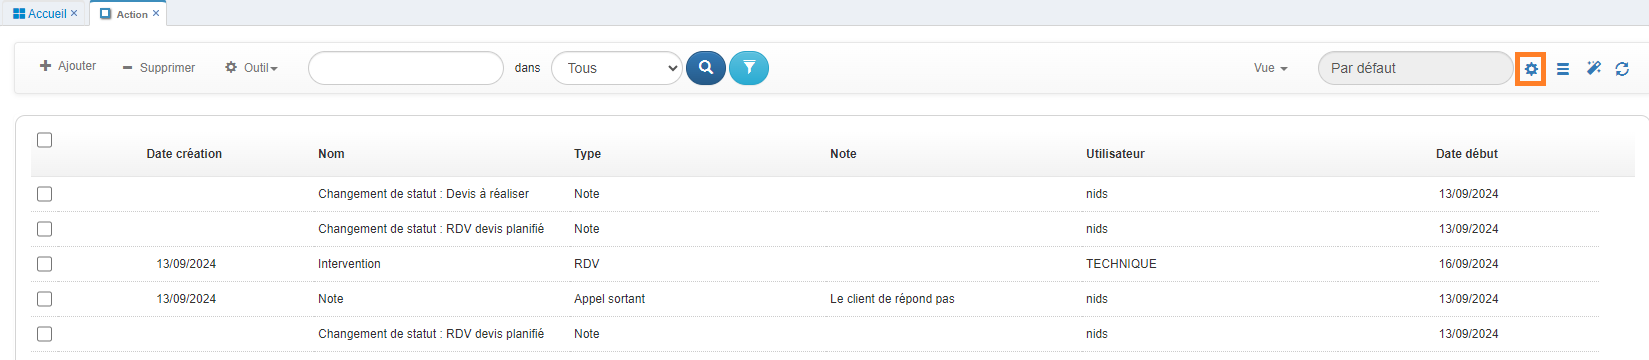 Accueil ×
Action ×
Ajouter
Supprimer
Outil
dans
Tous
Vue
Par défaut
Date création Nom Type Note Utilisateur Date début
Changement de statut : Devis à réaliser Note nids 13/09/2024
Changement de statut : RDV devis planifié Note nids 13/09/2024
13/09/2024 Intervention RDV TECHNIQUE 16/09/2024
13/09/2024 Note Appel sortant Le client de répond pas nids 13/09/2024
Changement de statut : RDV devis planifié Note nids 13/09/2024